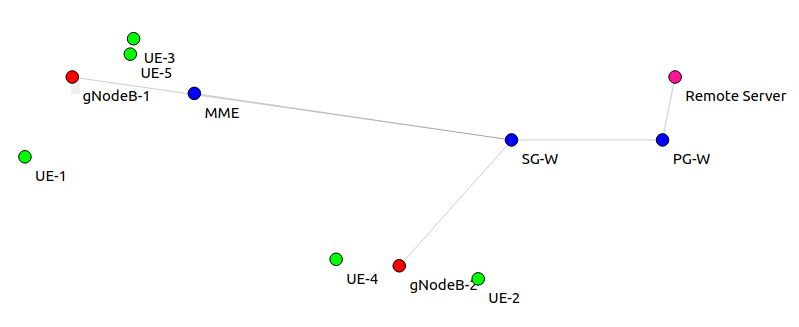 UE-3
UE-5
gNodeB-1
Remote Server
MME
SG-W
PG-W
UE-1
UE-4
gNodeB-2
UE-2